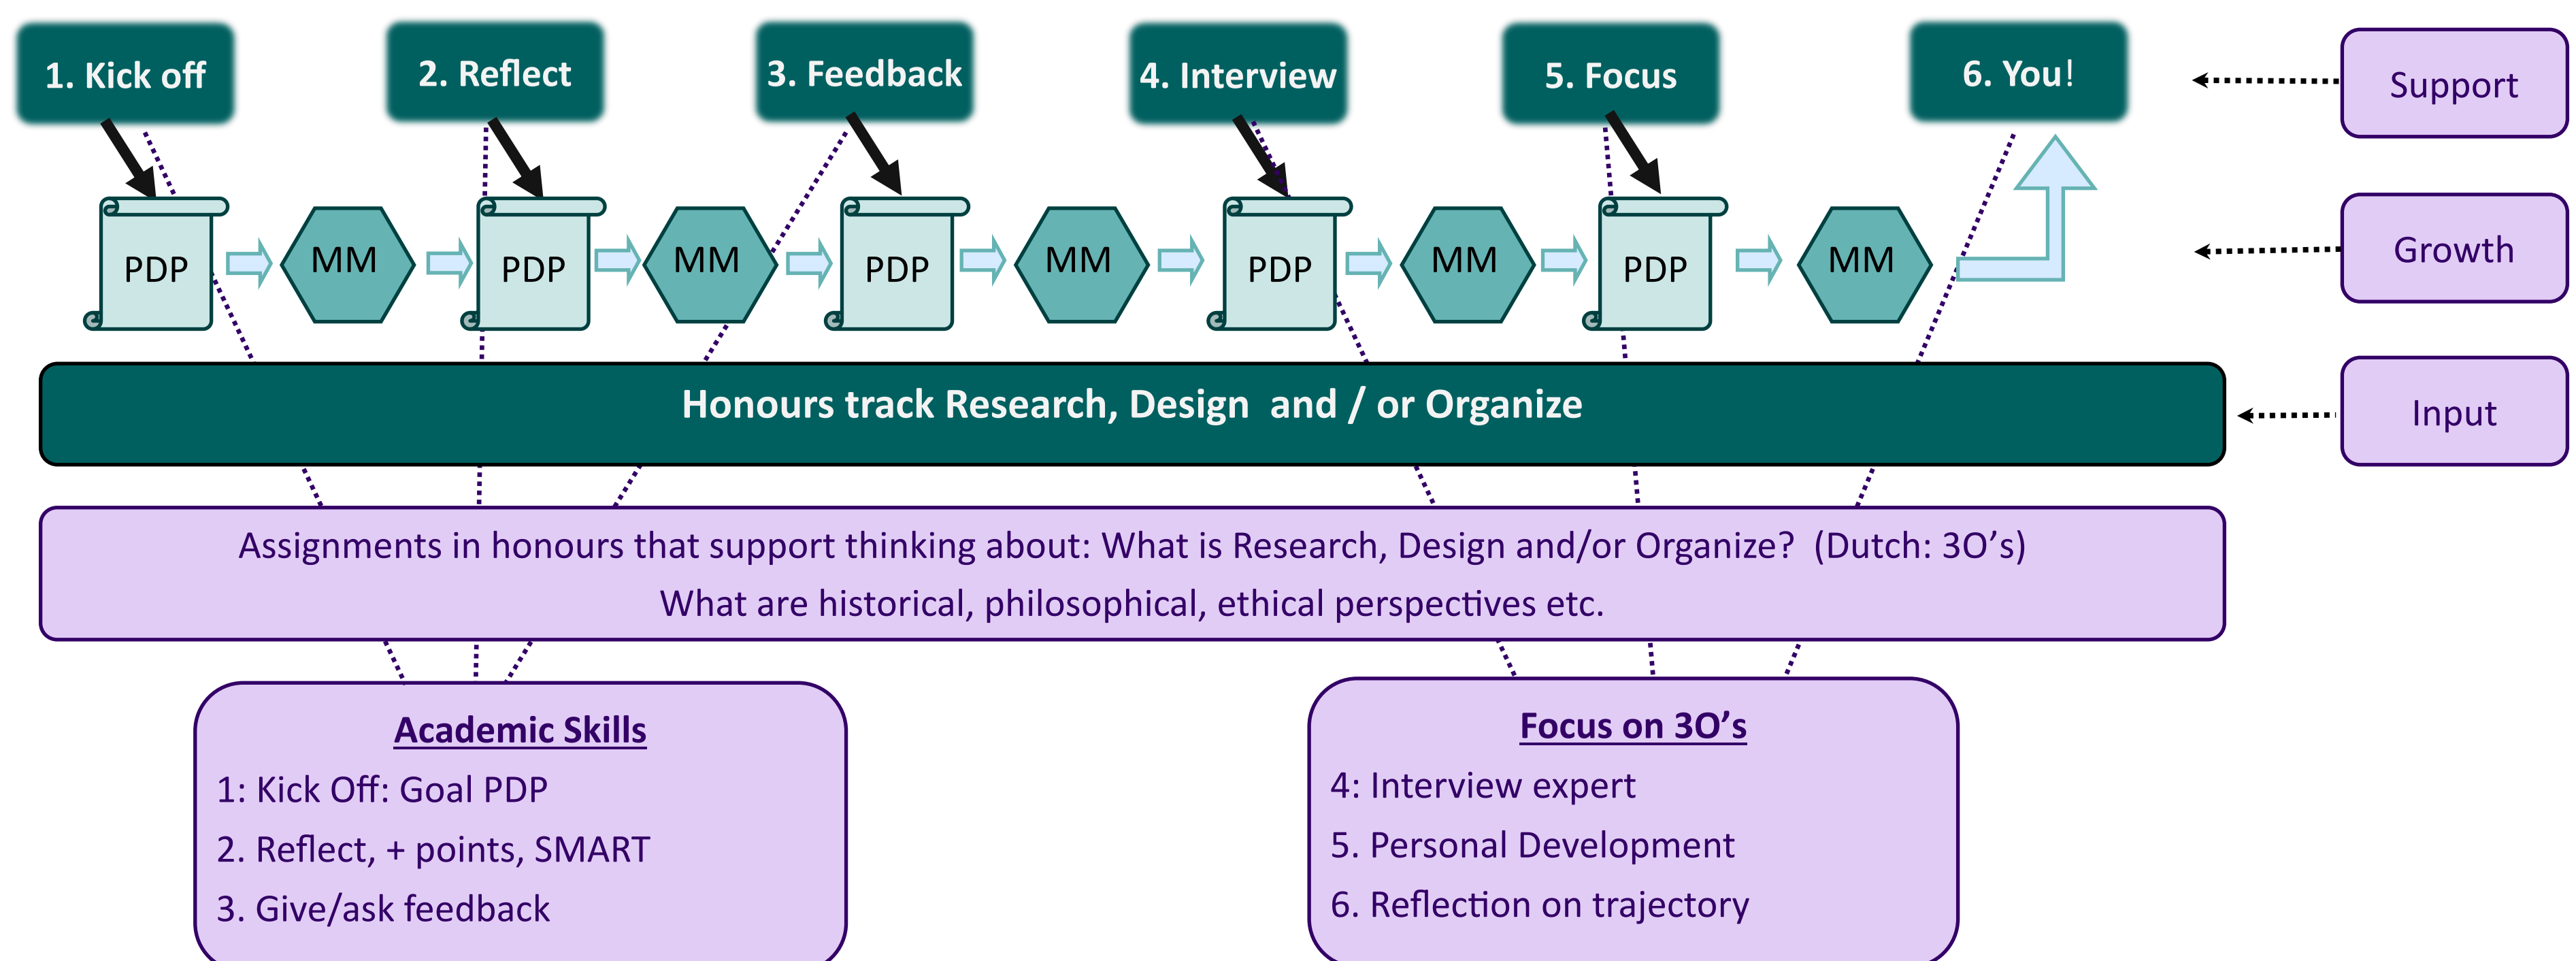 1. Kick off
2. Reflect
3. Feedback
4. Interview
5. Focus
6. You!
Support
PDP
MM
PDP
MM
PDP
MM
PDP
MM
PDP
MM
Growth
Honours track Research, Design  and / or Organize
Input
Assignments in honours that support thinking about: What is Research, Design and/or Organize?  (Dutch: 3O’s)
What are historical, philosophical, ethical perspectives etc.
Academic Skills
1: Kick Off: Goal PDP
2. Reflect, + points, SMART
3. Give/ask feedback
Focus on 3O’s
4: Interview expert
5. Personal Development
6. Reflection on trajectory